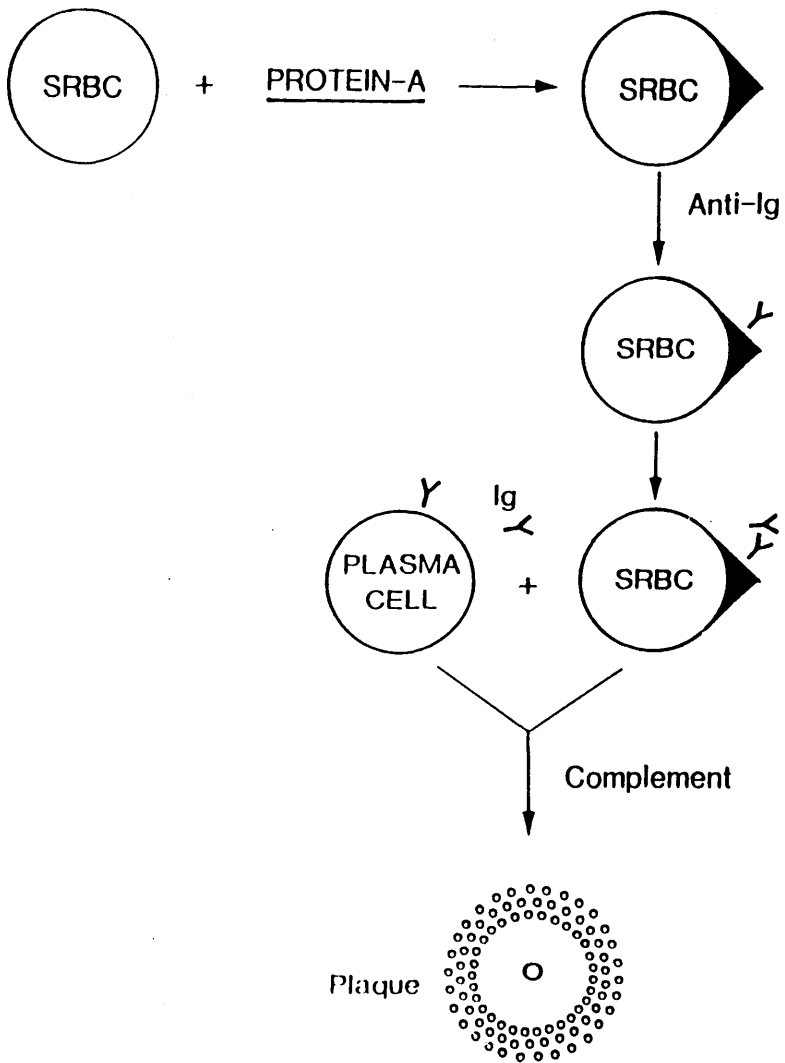 SRBC + PROTEIN-A
SRBC
Anti-Ig
SRBC
Ig
PLASMA
CELL
+
SRBC
Complement
Plaque